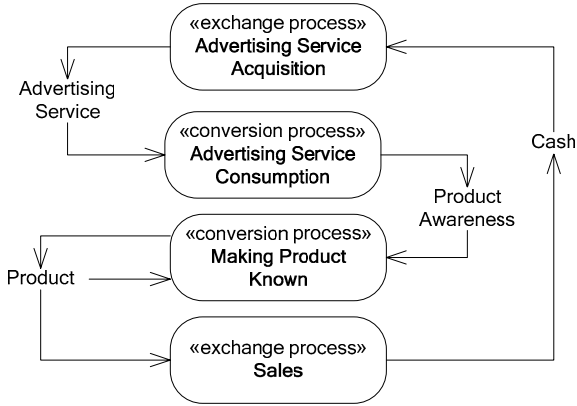 «exchange process»
Advertising Service
Acquisition
Advertising
Service
«conversion process»
Advertising Service
Consumption
Cash
Product
Awareness
«conversion process»
Making Product
Known
Product
«exchange process»
Sales